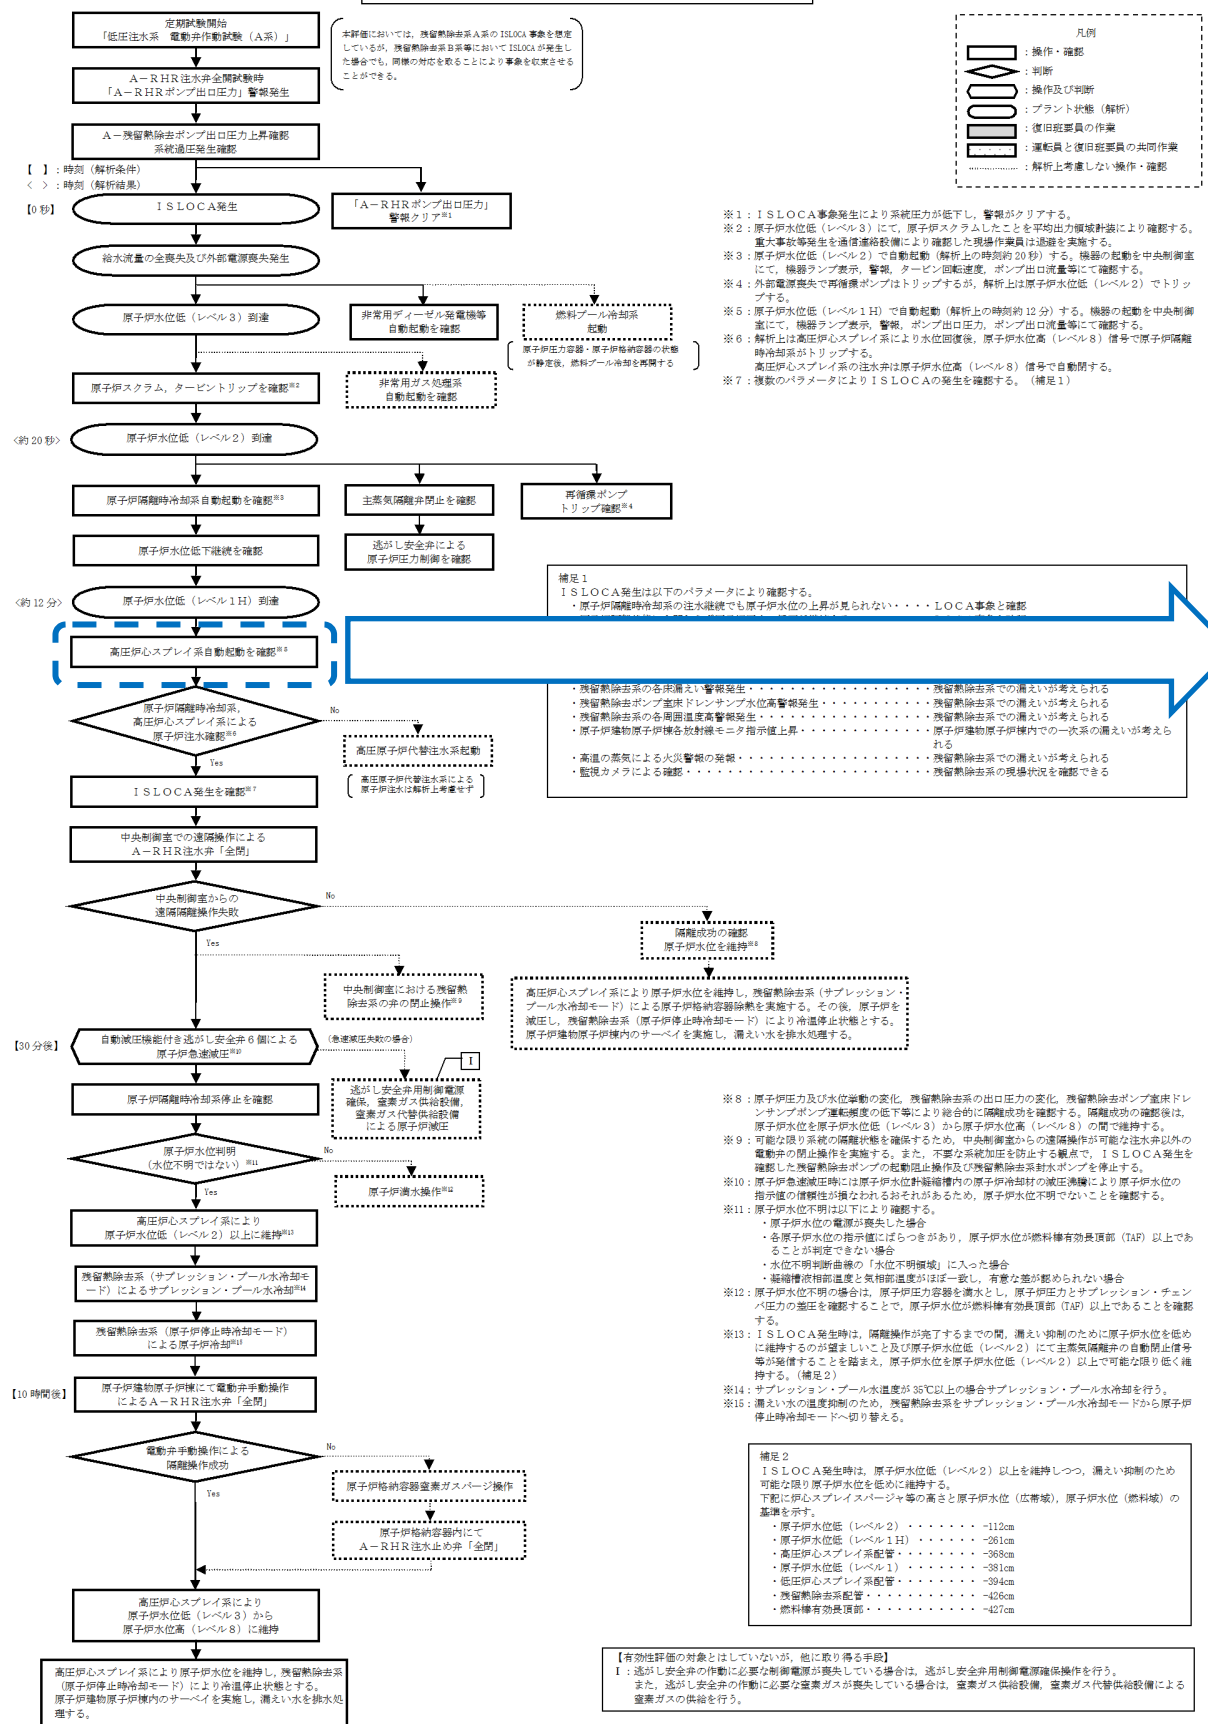 定期試験開始
「低圧注水系　電動弁作動試験（A系）」
本評価においては，残留熱除去系A系のISLOCA事象を想定
しているが，残留熱除去系B系等においてISLOCAが発生し
た場合でも，同様の対応を取ることにより事象を収束させる
ことができる。
凡例
：操作・確認
：判断
：操作及び判断
：プラント状態（解析）
：復旧班要員の作業
：運転員と復旧班要員の共同作業
：解析上考慮しない操作・確認
A－RHR注水弁全開試験時
「A－RHRポンプ出口圧力」警報発生
A－残留熱除去ポンプ出口圧力上昇確認
系統過圧発生確認
【　】：時刻（解析条件）
＜　＞：時刻（解析結果）
【0秒】
ISLOCA発生
「A－RHRポンプ出口圧力」
警報クリア※1
給水流量の全喪失及び外部電源喪失発生
原子炉水位低（レベル3）到達
非常用ディーゼル発電機等
自動起動を確認
燃料プール冷却系
起動
原子炉圧力容器・原子炉格納容器の状態
が静定後，燃料プール冷却を再開する
原子炉スクラム，タービントリップを確認※2
非常用ガス処理系
自動起動を確認
＜約20秒＞
原子炉水位低（レベル2）到達
原子炉隔離時冷却系自動起動を確認※3
主蒸気隔離弁閉止を確認
再循環ポンプ
トリップ確認※4
原子炉水位低下継続を確認
逃がし安全弁による
原子炉圧力制御を確認
＜約12分＞
原子炉水位低（レベル1H）到達
高圧炉心スプレイ系自動起動を確認※5
原子炉隔離時冷却系，
高圧炉心スプレイ系による
原子炉注水確認※6
No
Yes
高圧原子炉代替注水系起動
高圧原子炉代替注水系による
原子炉注水は解析上考慮せず
ISLOCA発生を確認※7
中央制御室での遠隔操作による
A－RHR注水弁「全閉」
中央制御室からの
遠隔隔離操作失敗
No
Yes
隔離成功の確認
原子炉水位を維持※8
中央制御室における残留熱
除去系の弁の閉止操作※9
高圧炉心スプレイ系により原子炉水位を維持し，残留熱除去系（サプレッション・
プール水冷却モード）による原子炉格納容器除熱を実施する。その後，原子炉を
減圧し，残留熱除去系（原子炉停止時冷却モード）により冷温停止状態とする。
原子炉建物原子炉棟内のサーベイを実施し，漏えい水を排水処理する。
【30分後】
自動減圧機能付き逃がし安全弁6個による
原子炉急速減圧※10
（急速減圧失敗の場合）
I
原子炉隔離時冷却系停止を確認
逃がし安全弁用制御電源
確保，窒素ガス供給設備，
窒素ガス代替供給設備
による原子炉減圧
原子炉水位判明
（水位不明ではない）※11
No
Yes
原子炉満水操作※12
高圧炉心スプレイ系により
原子炉水位低（レベル2）以上に維持※13
残留熱除去系（サプレッション・プール水冷却モ
ード）によるサプレッション・プール水冷却※14
残留熱除去系（原子炉停止時冷却モード）
による原子炉冷却※15
【10時間後】
原子炉建物原子炉棟にて電動弁手動操作
によるA－RHR注水弁「全閉」
電動弁手動操作による
隔離操作成功
No
Yes
原子炉格納容器窒素ガスパージ操作
原子炉格納容器内にて
A－RHR注水止め弁「全閉」
高圧炉心スプレイ系により
原子炉水位低（レベル3）から
原子炉水位高（レベル8）に維持
高圧炉心スプレイ系により原子炉水位を維持し，残留熱除去系
（原子炉停止時冷却モード）により冷温停止状態とする。
原子炉建物原子炉棟内のサーベイを実施し，漏えい水を排水処
理する。
※1：ISLOCA事象発生により系統圧力が低下し，警報がクリアする。
※2：原子炉水位低（レベル3）にて，原子炉スクラムしたことを平均出力領域計装により確認する。
重大事故等発生を通信連絡設備により確認した現場作業員は退避を実施する。
※3：原子炉水位低（レベル2）で自動起動（解析上の時刻約20秒）する。機器の起動を中央制御室
にて，機器ランプ表示，警報，タービン回転速度，ポンプ出口流量等にて確認する。
※4：外部電源喪失で再循環ポンプはトリップするが，解析上は原子炉水位低（レベル2）でトリッ
プする。
※5：原子炉水位低（レベル1H）で自動起動（解析上の時刻約12分）する。機器の起動を中央制
御室にて，機器ランプ表示，警報，ポンプ出口圧力，ポンプ出口流量等にて確認する。
※6：解析上は高圧炉心スプレイ系により水位回復後，原子炉水位高（レベル8）信号で原子炉隔離
時冷却系がトリップする。
高圧炉心スプレイ系の注水弁は原子炉水位高（レベル8）信号で自動閉する。
※7：複数のパラメータによりISLOCAの発生を確認する。（補足1）
補足1
ISLOCA発生は以下のパラメータにより確認する。
・原子炉隔離時冷却系の注水継続でも原子炉水位の上昇が見られない・・・・LOCA事象と確認
・残留熱除去系の各床漏えい警報発生・・・・・・・・・・・・・・・・・・残留熱除去系での漏えいが考えられる
・残留熱除去ポンプ室床ドレンサンプ水位高警報発生・・・・・・・・・・・残留熱除去系での漏えいが考えられる
・残留熱除去系の各周囲温度高警報発生・・・・・・・・・・・・・・・・・残留熱除去系での漏えいが考えられる
・原子炉建物原子炉棟各放射線モニタ指示値上昇・・・・・・・・・・・・・原子炉建物原子炉棟内での一次系の漏えいが考えら
れる
・高温の蒸気による火災警報の発報・・・・・・・・・・・・・・・・・・・残留熱除去系での漏えいが考えられる
・監視カメラによる確認・・・・・・・・・・・・・・・・・・・・・・・・残留熱除去系の現場状況を確認できる
※8：原子炉圧力及び水位挙動の変化，残留熱除去系の出口圧力の変化，残留熱除去ポンプ室床ドレ
ンサンプポンプ運転頻度の低下等により総合的に隔離成功を確認する。隔離成功の確認後は，
原子炉水位を原子炉水位低（レベル3）から原子炉水位高（レベル8）の間で維持する。
※9：可能な限り系統の隔離状態を確保するため，中央制御室からの遠隔操作が可能な注水弁以外の
電動弁の閉止操作を実施する。また，不要な系統加圧を防止する観点で，ISLOCA発生を
確認した残留熱除去ポンプの起動阻止操作及び残留熱除去系封水ポンプを停止する。
※10：原子炉急速減圧時には原子炉水位計凝縮槽内の原子炉冷却材の減圧沸騰により原子炉水位の
指示値の信頼性が損なわれるおそれがあるため，原子炉水位不明でないことを確認する。
※11：原子炉水位不明は以下により確認する。
・原子炉水位の電源が喪失した場合
・各原子炉水位の指示値にばらつきがあり，原子炉水位が燃料棒有効長頂部（TAF）以上であ
ることが判定できない場合
・水位不明判断曲線の「水位不明領域」に入った場合
・凝縮槽液相部温度と気相部温度がほぼ一致し，有意な差が認められない場合
※12：原子炉水位不明の場合は，原子炉圧力容器を満水とし，原子炉圧力とサプレッション・チェン
バ圧力の差圧を確認することで，原子炉水位が燃料棒有効長頂部（TAF）以上であることを確認
する。
※13：ISLOCA発生時は，隔離操作が完了するまでの間，漏えい抑制のために原子炉水位を低め
に維持するのが望ましいこと及び原子炉水位低（レベル2）にて主蒸気隔離弁の自動閉止信号
等が発信することを踏まえ，原子炉水位を原子炉水位低（レベル2）以上で可能な限り低く維
持する。（補足2）
※14：サプレッション・プール水温度が35℃以上の場合サプレッション・プール水冷却を行う。
※15：漏えい水の温度抑制のため，残留熱除去系をサプレッション・プール水冷却モードから原子炉
停止時冷却モードへ切り替える。
補足2
ISLOCA発生時は，原子炉水位低（レベル2）以上を維持しつつ，漏えい抑制のため
可能な限り原子炉水位を低めに維持する。
下記に炉心スプレイスパージャ等の高さと原子炉水位（広帯域），原子炉水位（燃料域）の
基準を示す。
・原子炉水位低（レベル2）・・・・・・・ -112cm
・原子炉水位低（レベル1H）・・・・・・ -261cm
・高圧炉心スプレイ系配管・・・・・・・・ -368cm
・原子炉水位低（レベル1）・・・・・・・ -381cm
・低圧炉心スプレイ系配管・・・・・・・・ -394cm
・残留熱除去系配管・・・・・・・・・・・ -426cm
・燃料棒有効長頂部・・・・・・・・・・・ -427cm
【有効性評価の対象とはしていないが，他に取り得る手段】
I：逃がし安全弁の作動に必要な制御電源が喪失している場合は，逃がし安全弁用制御電源確保操作を行う。
また，逃がし安全弁の作動に必要な窒素ガスが喪失している場合は，窒素ガス供給設備，窒素ガス代替供給設備による
窒素ガスの供給を行う。